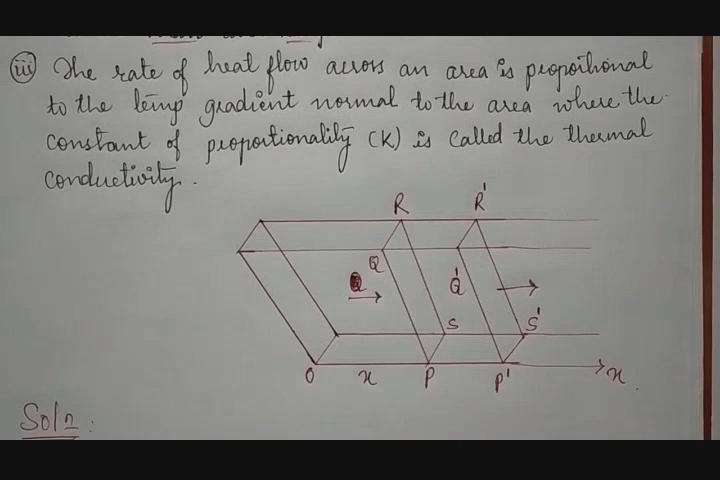 (iii) The rate of heat flow across an area is proportional
to the temp gradient normal to the area where the
constant of proportionality (K) is called the thermal
conductivity.
R R'
Q Q'
S S'
O x P P' x
Soln: